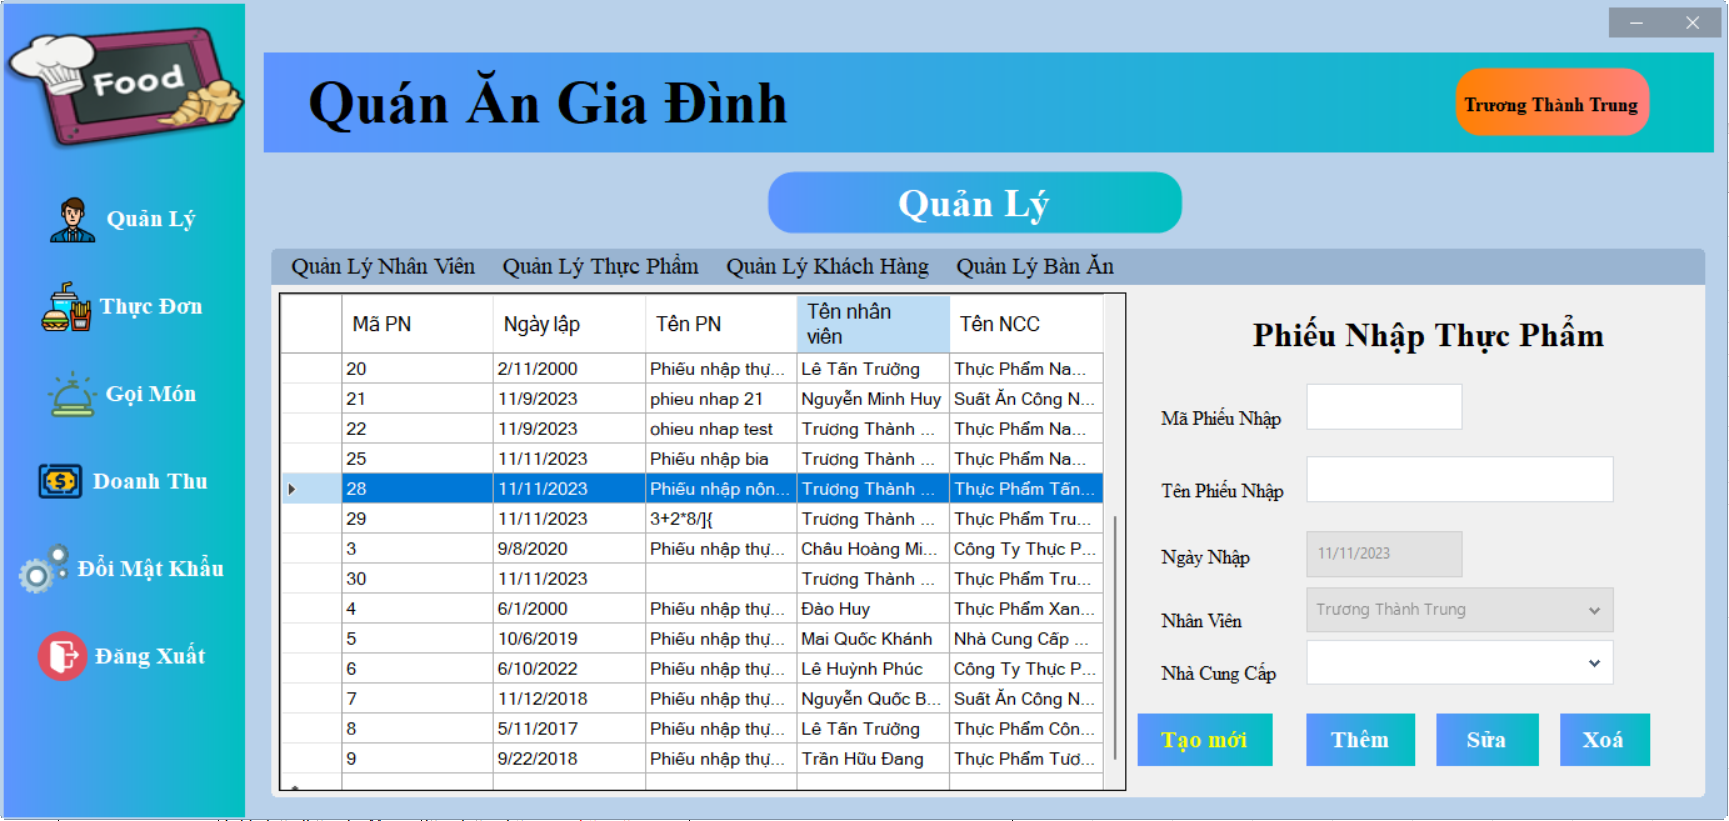 Food
Quán Ăn Gia Đình
Trương Thành Trung
Quản Lý
Quản Lý
Thực Đơn
Gọi Món
Doanh Thu
Đổi Mật Khẩu
Đăng Xuất
Quản Lý Nhân Viên Quản Lý Thực Phẩm Quản Lý Khách Hàng Quản Lý Bàn Ăn
Mã PN Ngày lập Tên PN Tên nhân viên Tên NCC
20 2/11/2000 Phiếu nhập thự... Lê Tấn Trưởng Thực Phẩm Na...
21 11/9/2023 phieu nhap 21 Nguyễn Minh Huy Suất Ăn Công N...
22 11/9/2023 ohieu nhap test Trương Thành ... Thực Phẩm Na...
25 11/11/2023 Phiếu nhập bia Trương Thành ... Thực Phẩm Na...
28 11/11/2023 Phiếu nhập nôn... Trương Thành ... Thực Phẩm Tấn...
29 11/11/2023 3+2*8/]{ Trương Thành ... Thực Phẩm Tru...
3 9/8/2020 Phiếu nhập thự... Châu Hoàng Mi... Công Ty Thực P...
30 11/11/2023 Trương Thành ... Thực Phẩm Tru...
4 6/1/2000 Phiếu nhập thự... Đào Huy Thực Phẩm Xan...
5 10/6/2019 Phiếu nhập thự... Mai Quốc Khánh Nhà Cung Cấp ...
6 6/10/2022 Phiếu nhập thự... Lê Huỳnh Phúc Công Ty Thực P...
7 11/12/2018 Phiếu nhập thự... Nguyễn Quốc B... Suất Ăn Công N...
8 5/11/2017 Phiếu nhập thự... Lê Tấn Trưởng Thực Phẩm Côn...
9 9/22/2018 Phiếu nhập thự... Trần Hữu Đang Thực Phẩm Tươ...
Phiếu Nhập Thực Phẩm
Mã Phiếu Nhập
Tên Phiếu Nhập
Ngày Nhập 11/11/2023
Nhân Viên Trương Thành Trung
Nhà Cung Cấp
Tạo mới Thêm Sửa Xoá